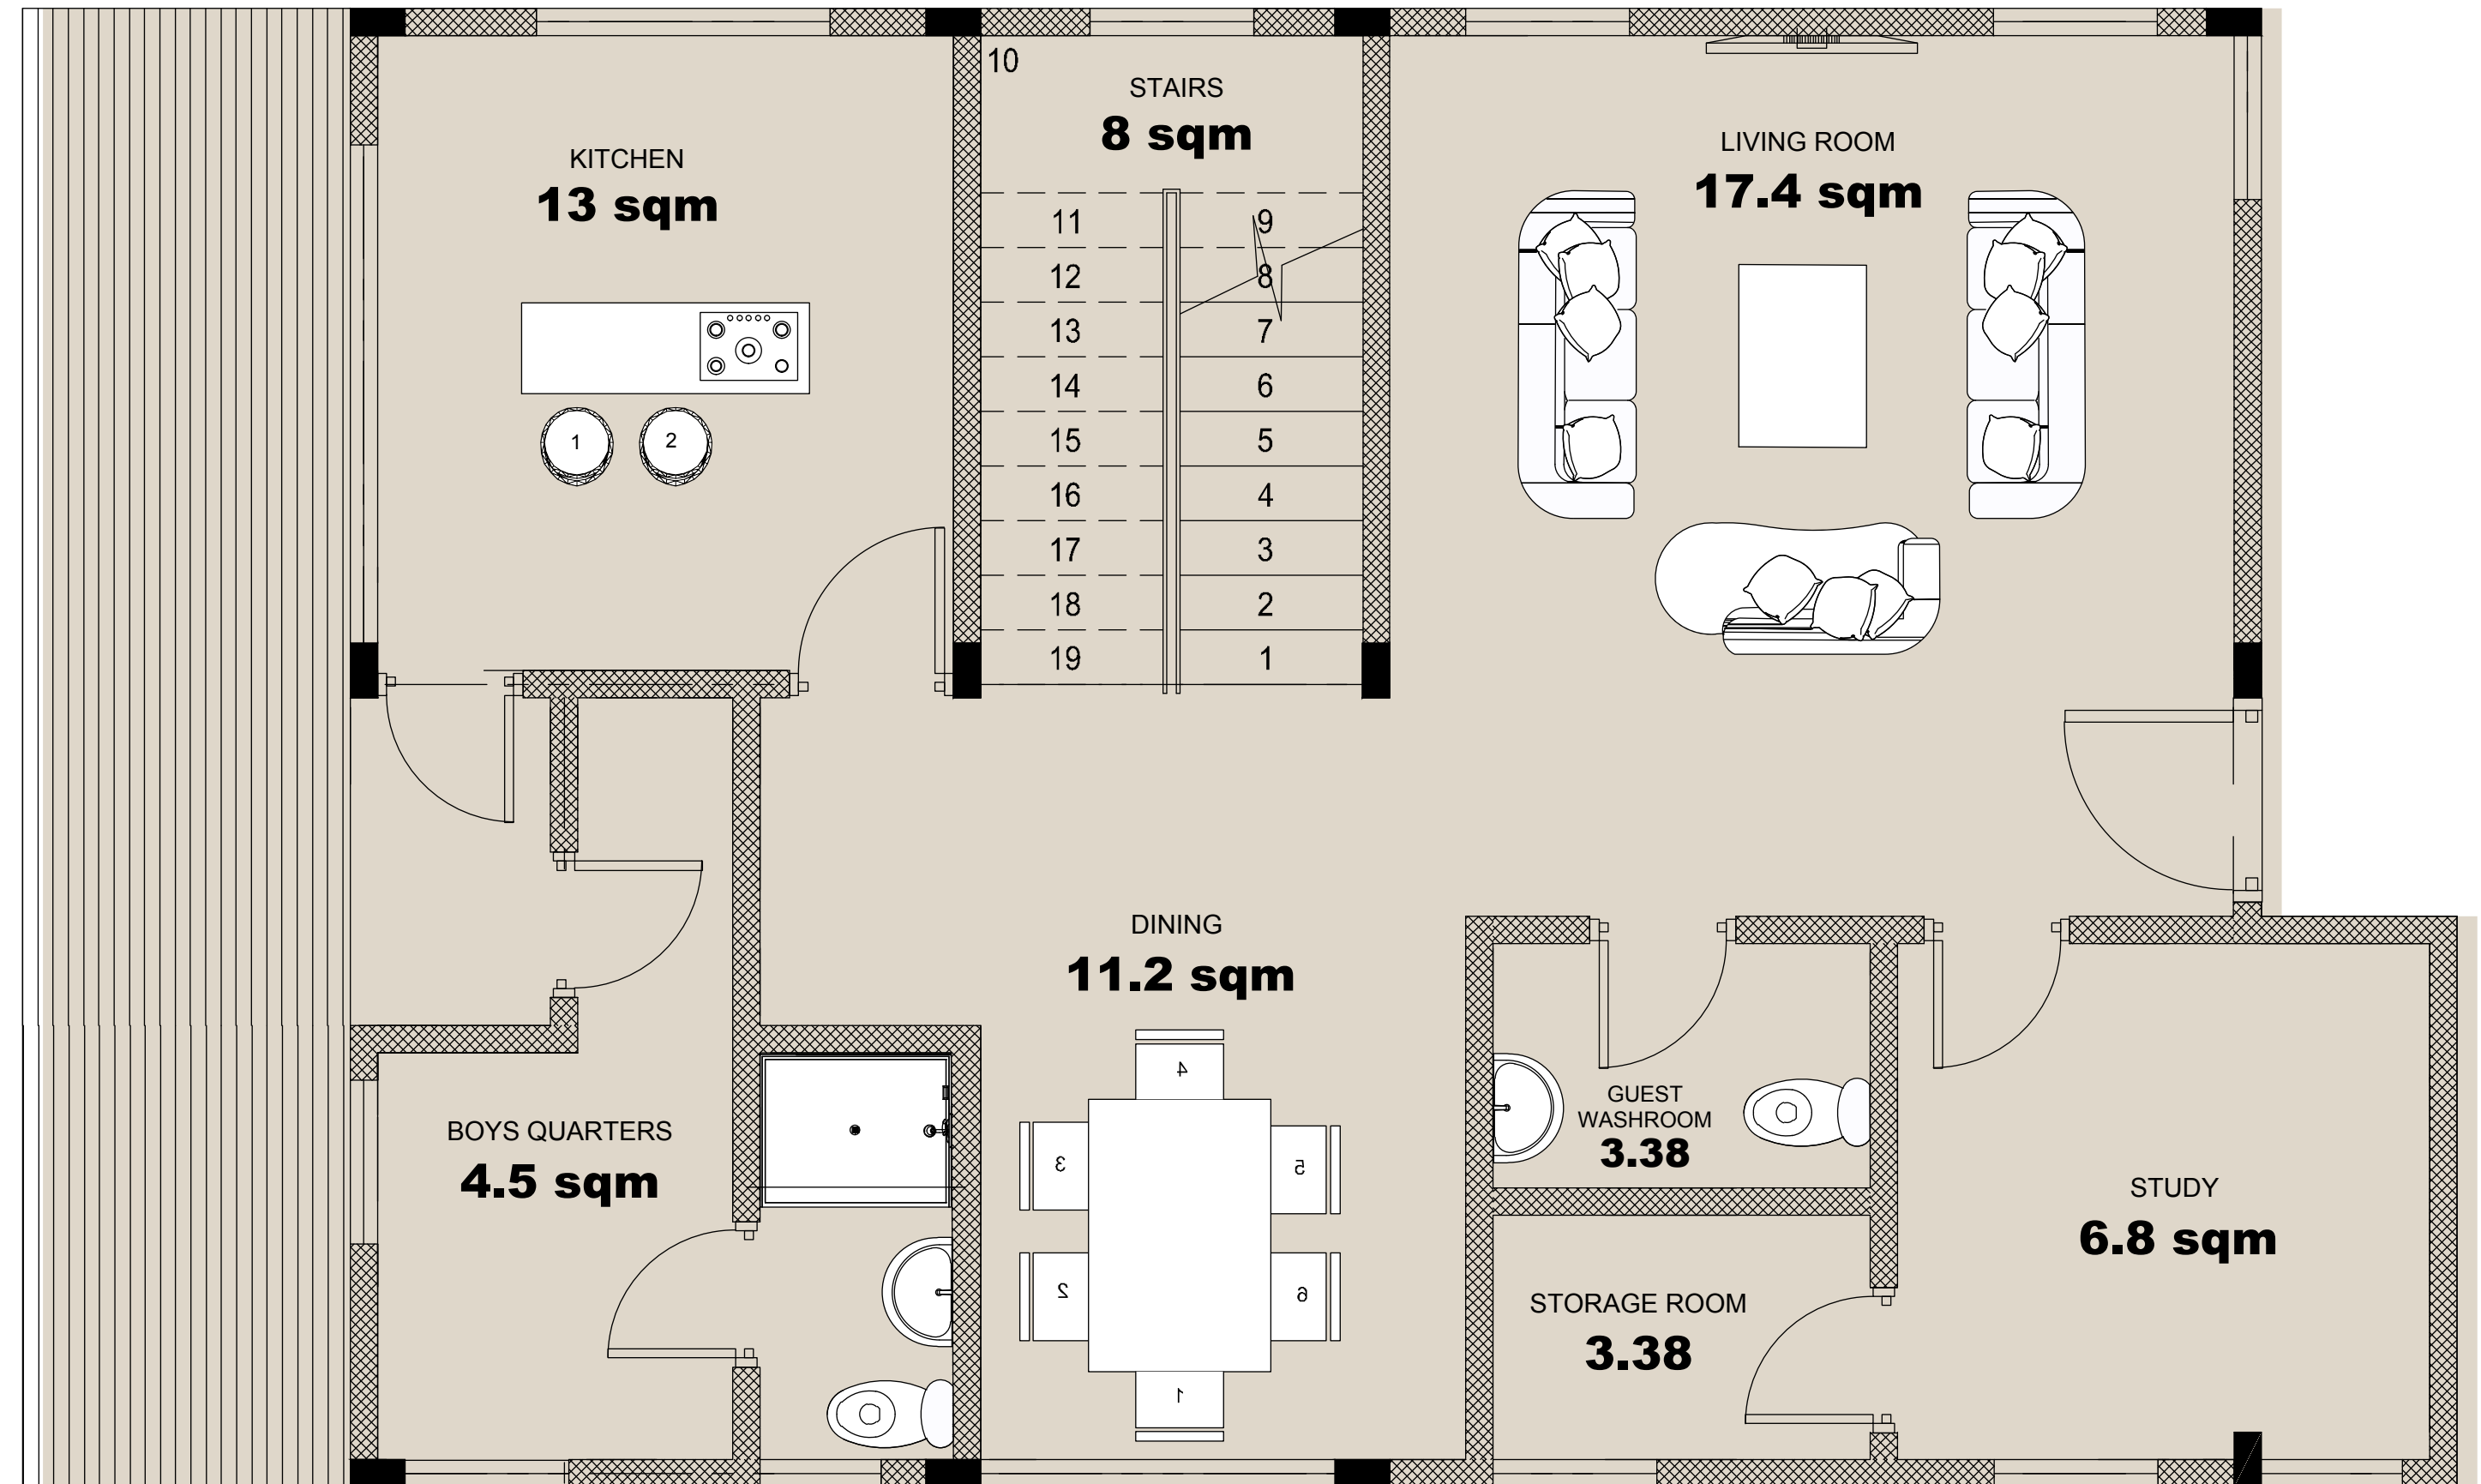 10
STAIRS
8 sqm
KITCHEN
13 sqm
LIVING ROOM
17.4 sqm
11
9
12
8
13
7
14
6
15
5
16
4
17
3
18
2
19
1
1
2
DINING
11.2 sqm
4
3
5
2
6
1
BOYS QUARTERS
4.5 sqm
GUEST
WASHROOM
3.38
STORAGE ROOM
3.38
STUDY
6.8 sqm